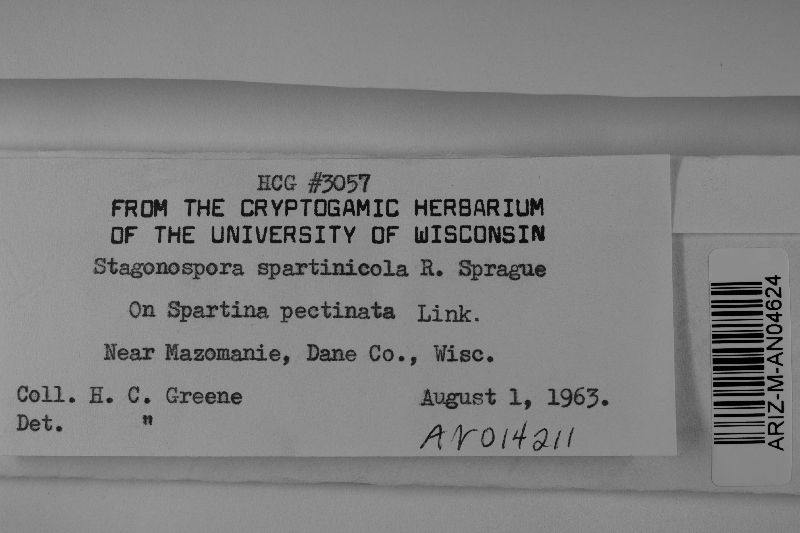 HCG #3057
FROM THE CRYPTOGAMIC HERBARIUM
OF THE UNIVERSITY OF WISCONSIN
Stagonospora spartinicola R. Sprague
On Spartina pectinata Link.
Near Mazomanie, Dane Co., Wisc.
Coll. H. C. Greene August 1, 1963.
Det. "
AN014211
ARIZ-M-AN04624